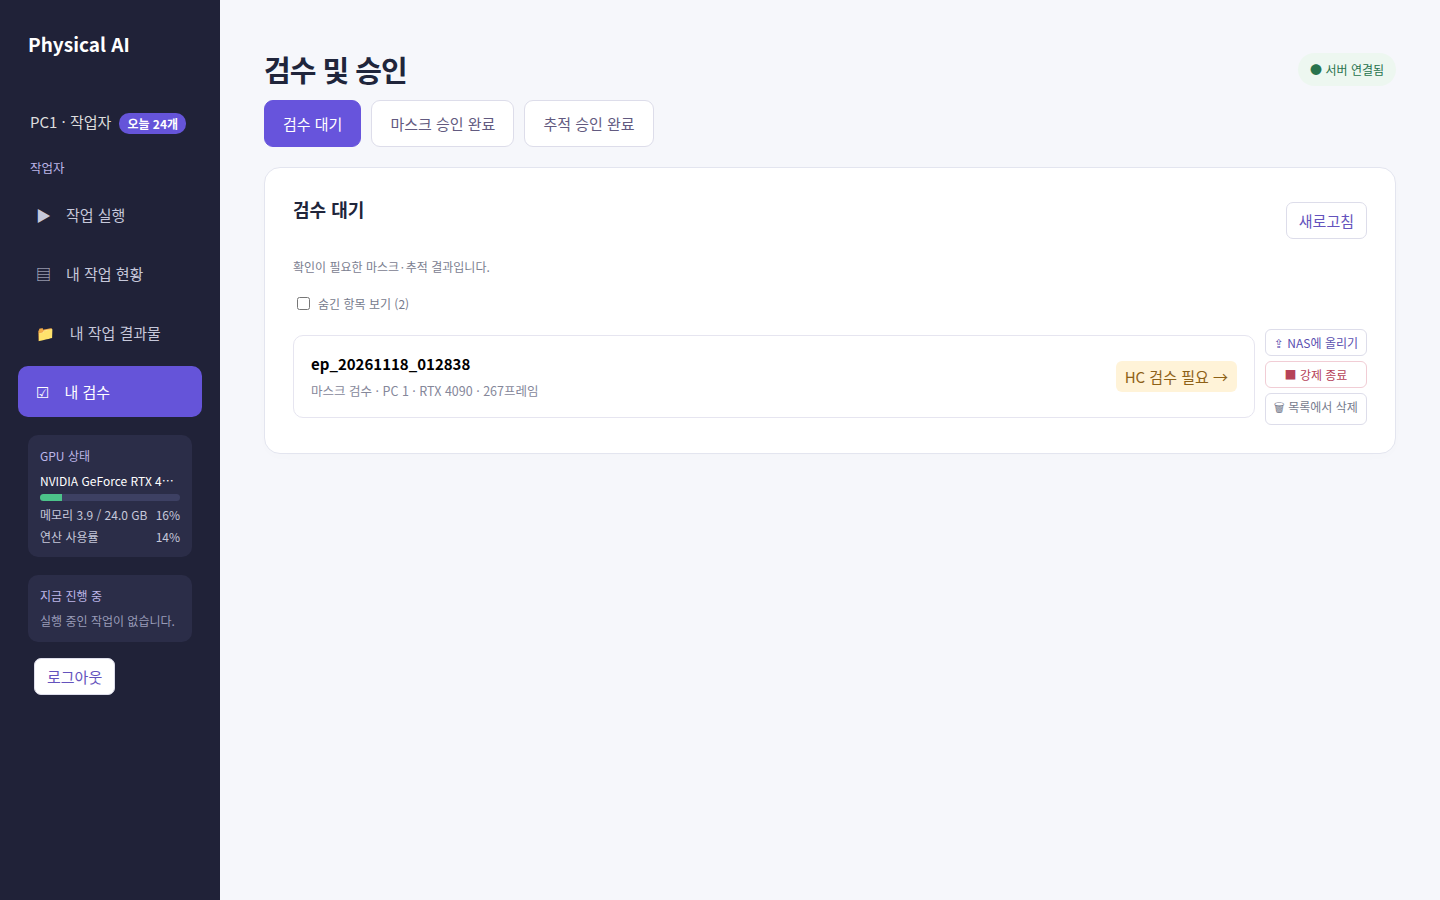 Physical AI
PC1 · 작업자 오늘 24개
작업자
작업 실행
내 작업 현황
내 작업 결과물
내 검수
GPU 상태
NVIDIA GeForce RTX 4…
메모리 3.9 / 24.0 GB 16%
연산 사용률 14%
지금 진행 중
실행 중인 작업이 없습니다.
로그아웃
검수 및 승인
서버 연결됨
검수 대기
마스크 승인 완료
추적 승인 완료
검수 대기
새로고침
확인이 필요한 마스크·추적 결과입니다.
숨긴 항목 보기 (2)
ep_20261118_012838
마스크 검수 · PC 1 · RTX 4090 · 267프레임
HC 검수 필요 →
⇪ NAS에 올리기
■ 강제 종료
🗑 목록에서 삭제